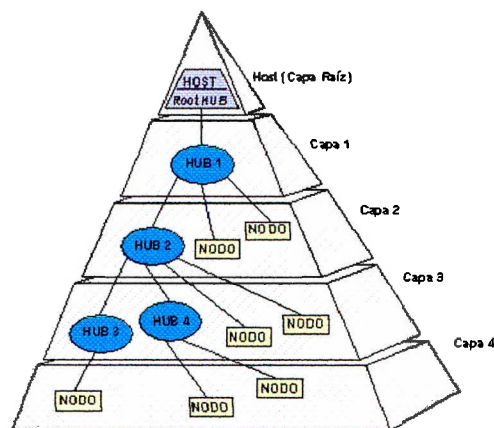 HOST
Root HUB
Host (Capa Raíz)
Capa 1
HUB 1
Capa 2
NODO
HUB 2
NODO
Capa 3
NODO
HUB 4
HUB 3
NODO
Capa 4
NODO
NODO
NODO